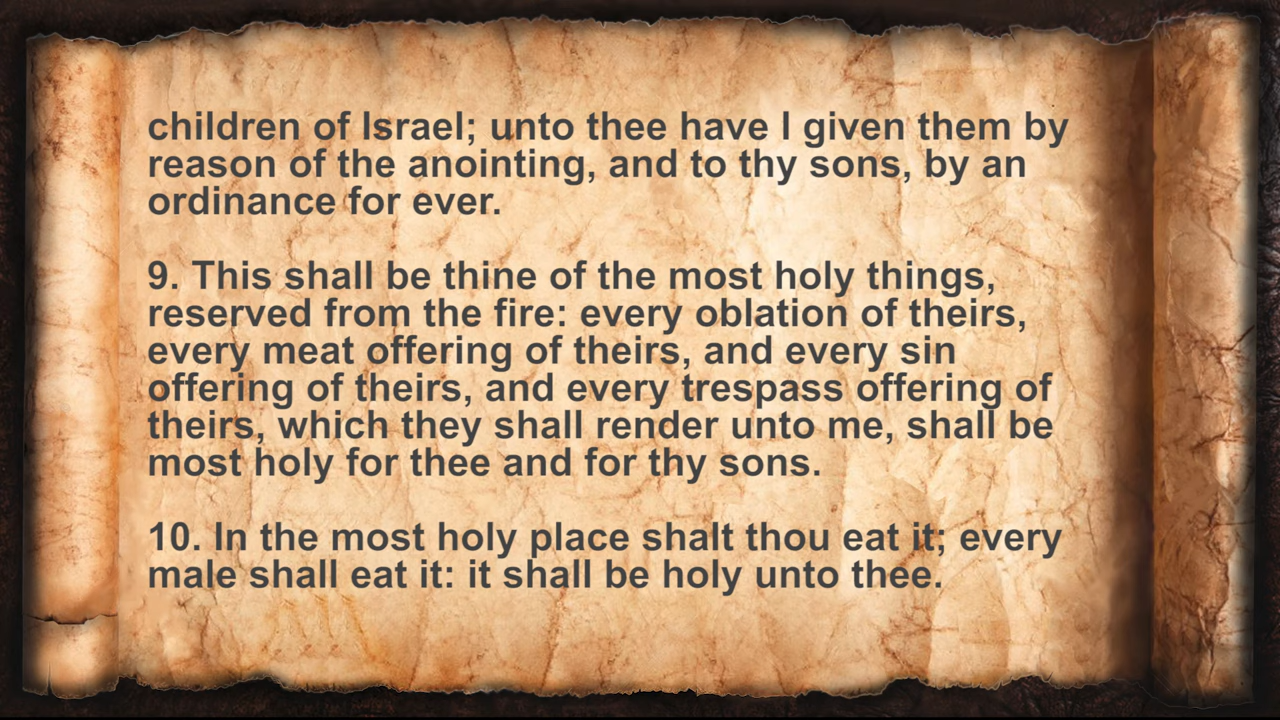 children of Israel; unto thee have I given them by
reason of the anointing, and to thy sons, by an
ordinance for ever.
9. This shall be thine of the most holy things,
reserved from the fire: every oblation of theirs,
every meat offering of theirs, and every sin
offering of theirs, and every trespass offering of
theirs, which they shall render unto me, shall be
most holy for thee and for thy sons.
10. In the most holy place shalt thou eat it; every
male shall eat it: it shall be holy unto thee.